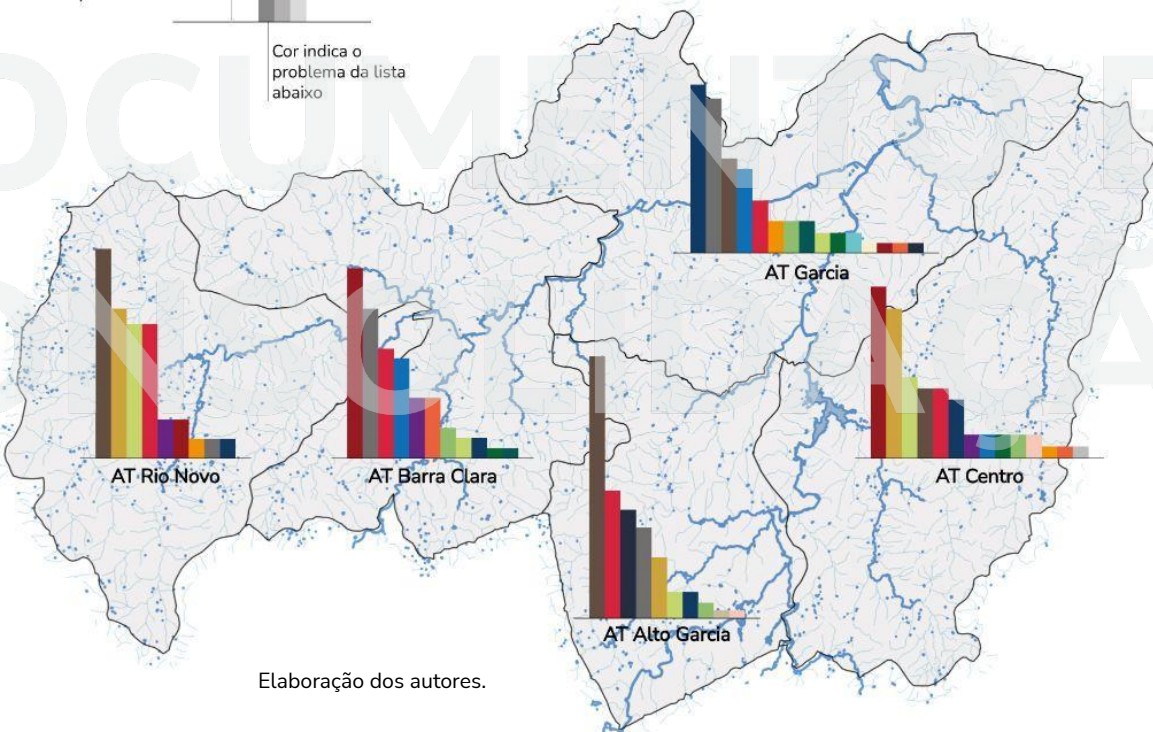 Cor indica o
problema da lista
abaixo
AT Garcia
AT Rio Novo
AT Barra Clara
AT Centro
AT Alto Garcia
Elaboração dos autores.